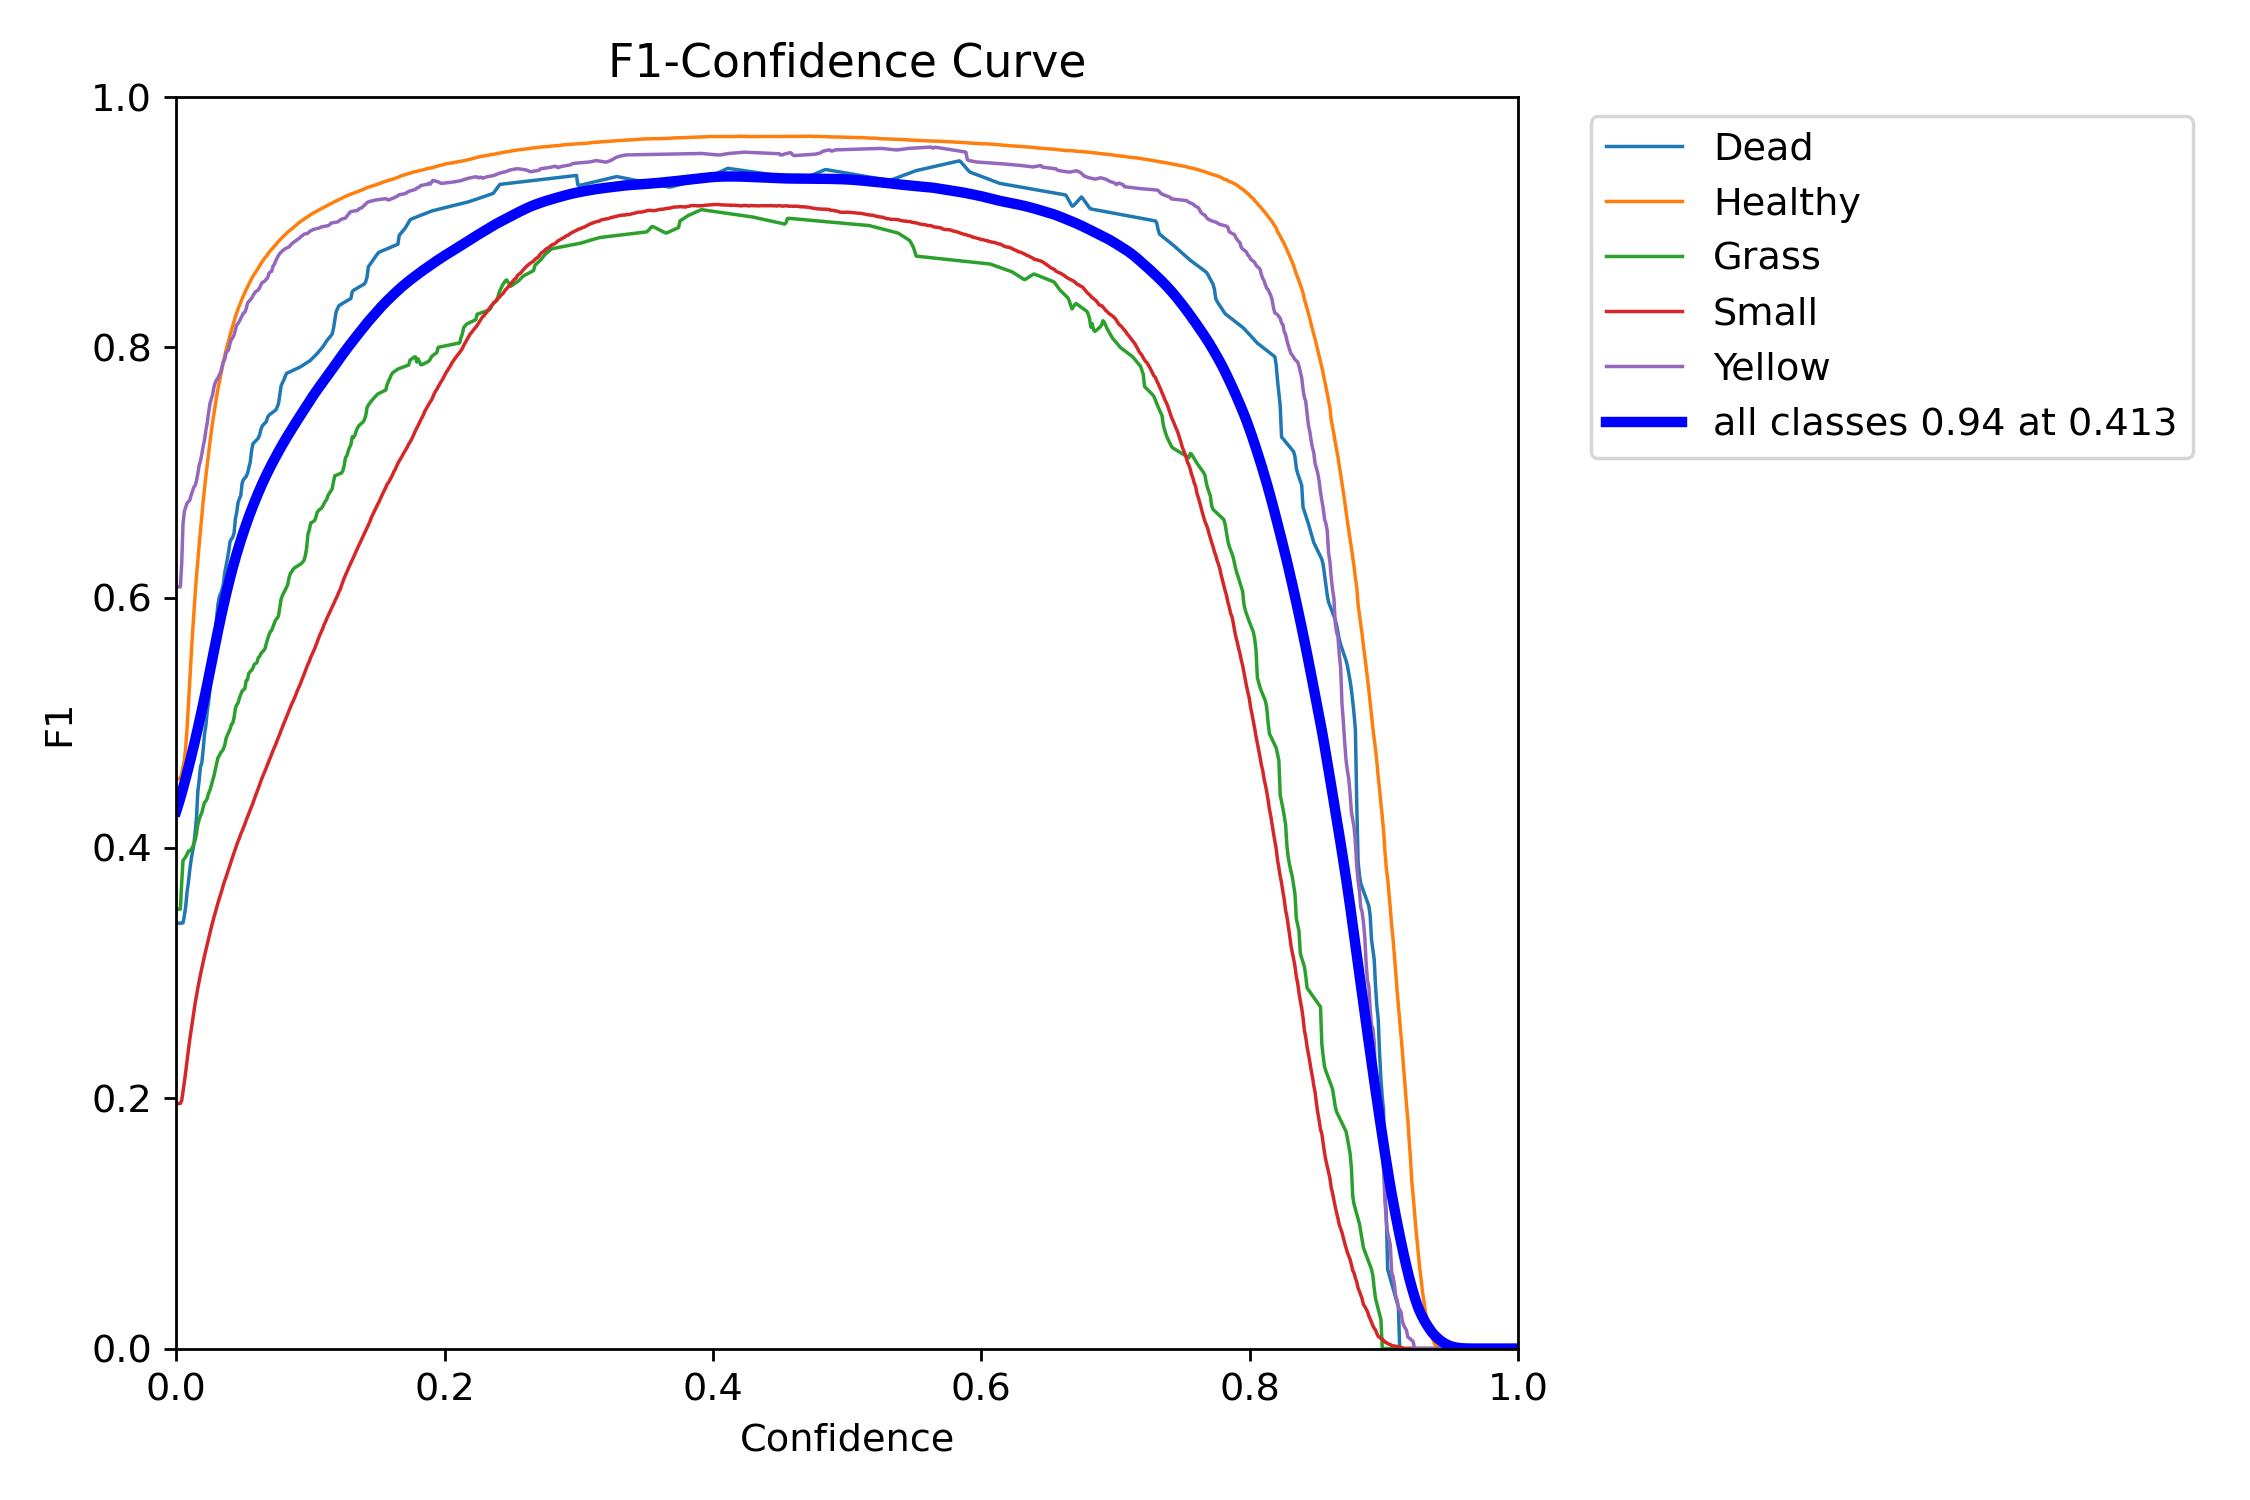 F1-Confidence Curve
1.0
0.8
0.6
0.4
0.2
0.0
F1
0.0 0.2 0.4 0.6 0.8 1.0
Confidence
Dead
Healthy
Grass
Small
Yellow
all classes 0.94 at 0.413